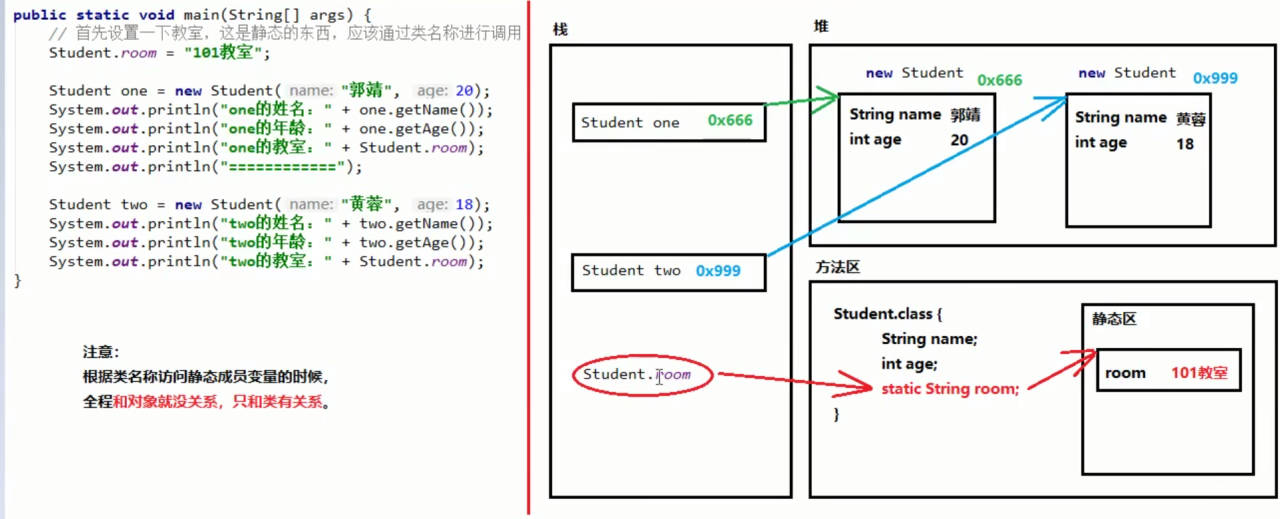 public static void main(String[] args) {
// 首先设置一下教室，这是静态的东西，应该通过类名称进行调用
Student.room = "101教室";
Student one = new Student( name: "郭靖", age: 20);
System.out.println("one的姓名：" + one.getName());
System.out.println("one的年龄：" + one.getAge());
System.out.println("one的教室：" + Student.room);
System.out.println("============");
Student two = new Student( name: "黄蓉", age: 18);
System.out.println("two的姓名：" + two.getName());
System.out.println("two的年龄：" + two.getAge());
System.out.println("two的教室：" + Student.room);
}
注意：
根据类名称访问静态成员变量的时候，
全程和对象就没关系，只和类有关系。
栈
Student one 0x666
Student two 0x999
Student.room
堆
new Student 0x666
String name 郭靖
int age 20
new Student 0x999
String name 黄蓉
int age 18
方法区
Student.class {
String name;
int age;
static String room;
}
静态区
room 101教室